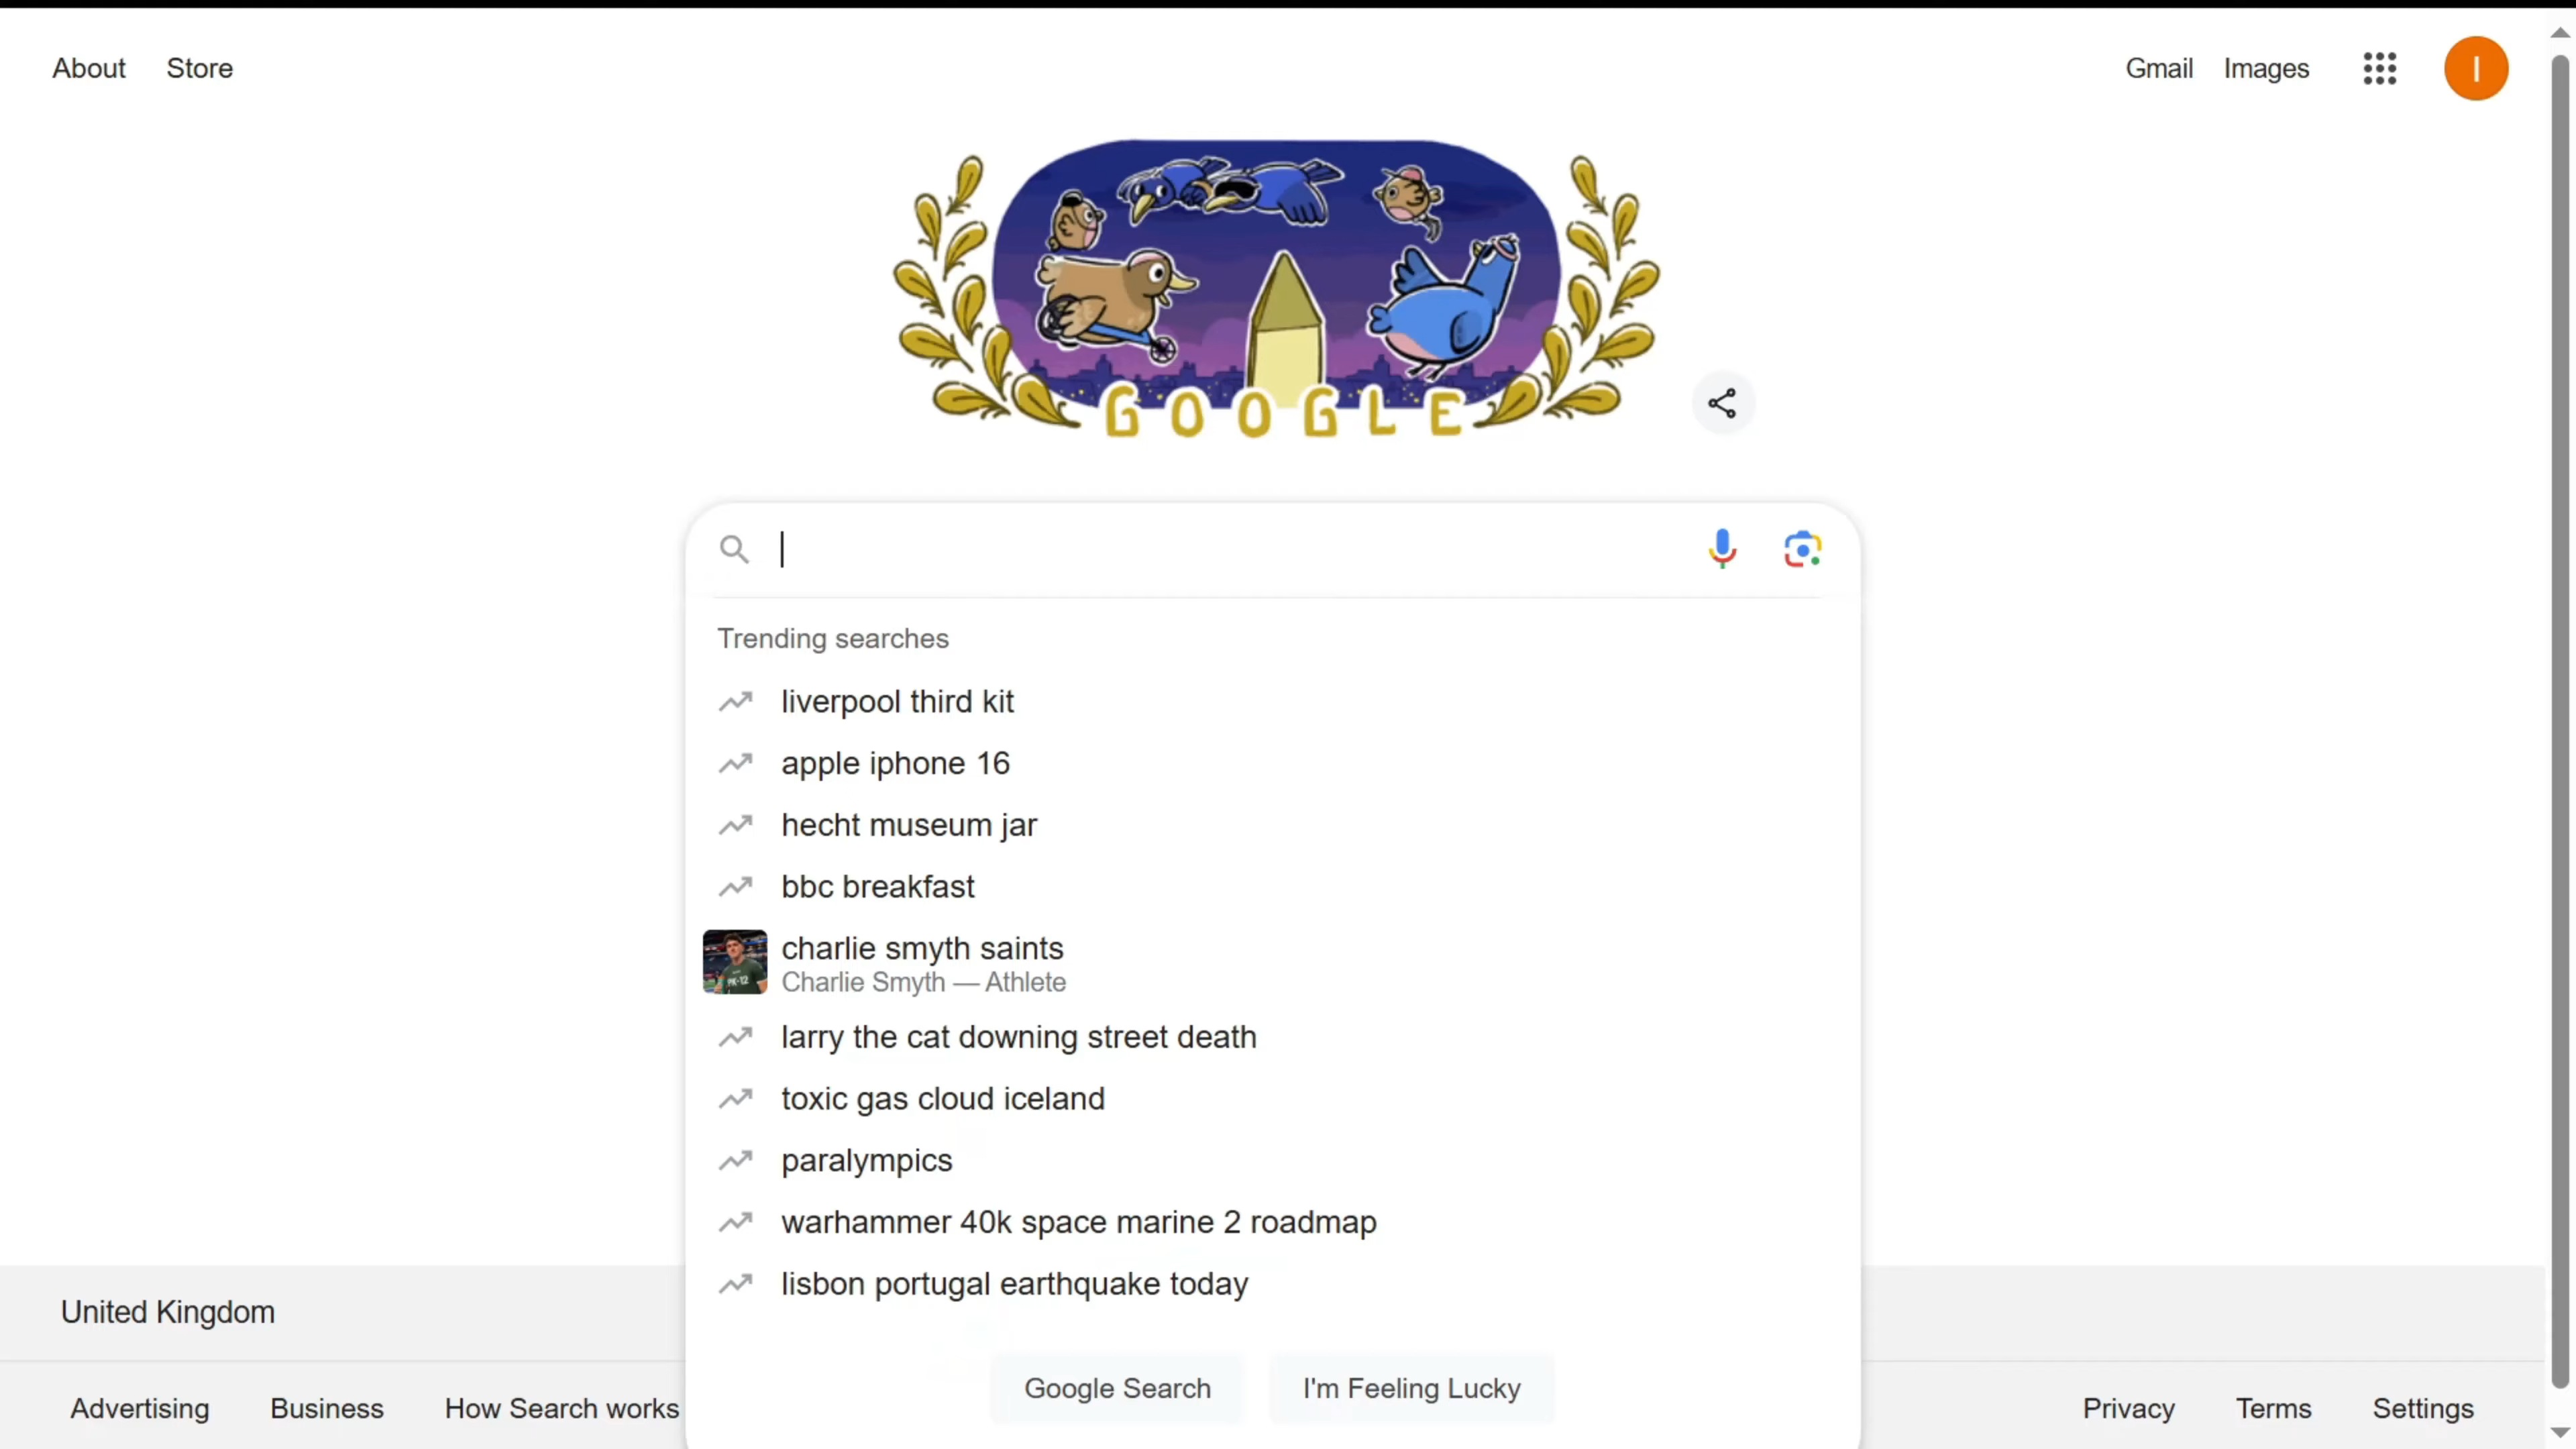 About Store
Gmail Images
I
GOOGLE
Trending searches
liverpool third kit
apple iphone 16
hecht museum jar
bbc breakfast
charlie smyth saints
Charlie Smyth — Athlete
larry the cat downing street death
toxic gas cloud iceland
paralympics
warhammer 40k space marine 2 roadmap
lisbon portugal earthquake today
Google Search I'm Feeling Lucky
United Kingdom
Advertising Business How Search works
Privacy Terms Settings